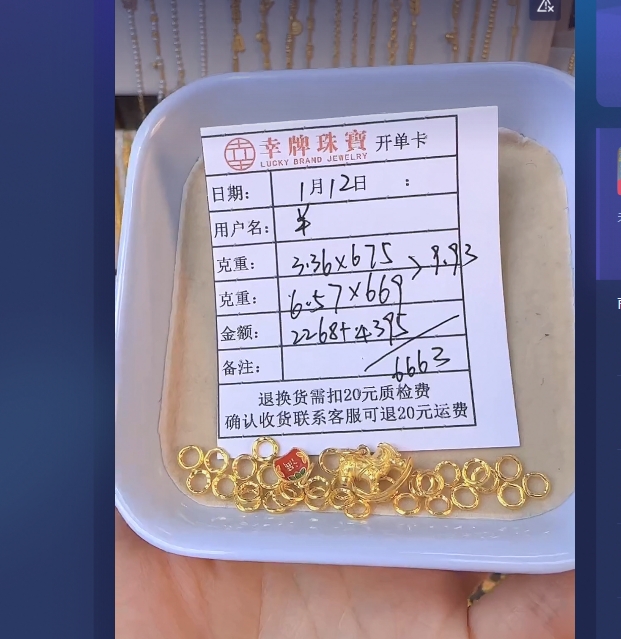 幸牌珠寶 开单卡
LUCKY BRAND JEWELRY
日期: 1月12日 :
用户名: ¥
克重: 3.36×675
> 9.93
克重: 6.57×669
金额: 2268+4395
备注: 6663
退换货需扣20元质检费
确认收货联系客服可退20元运费